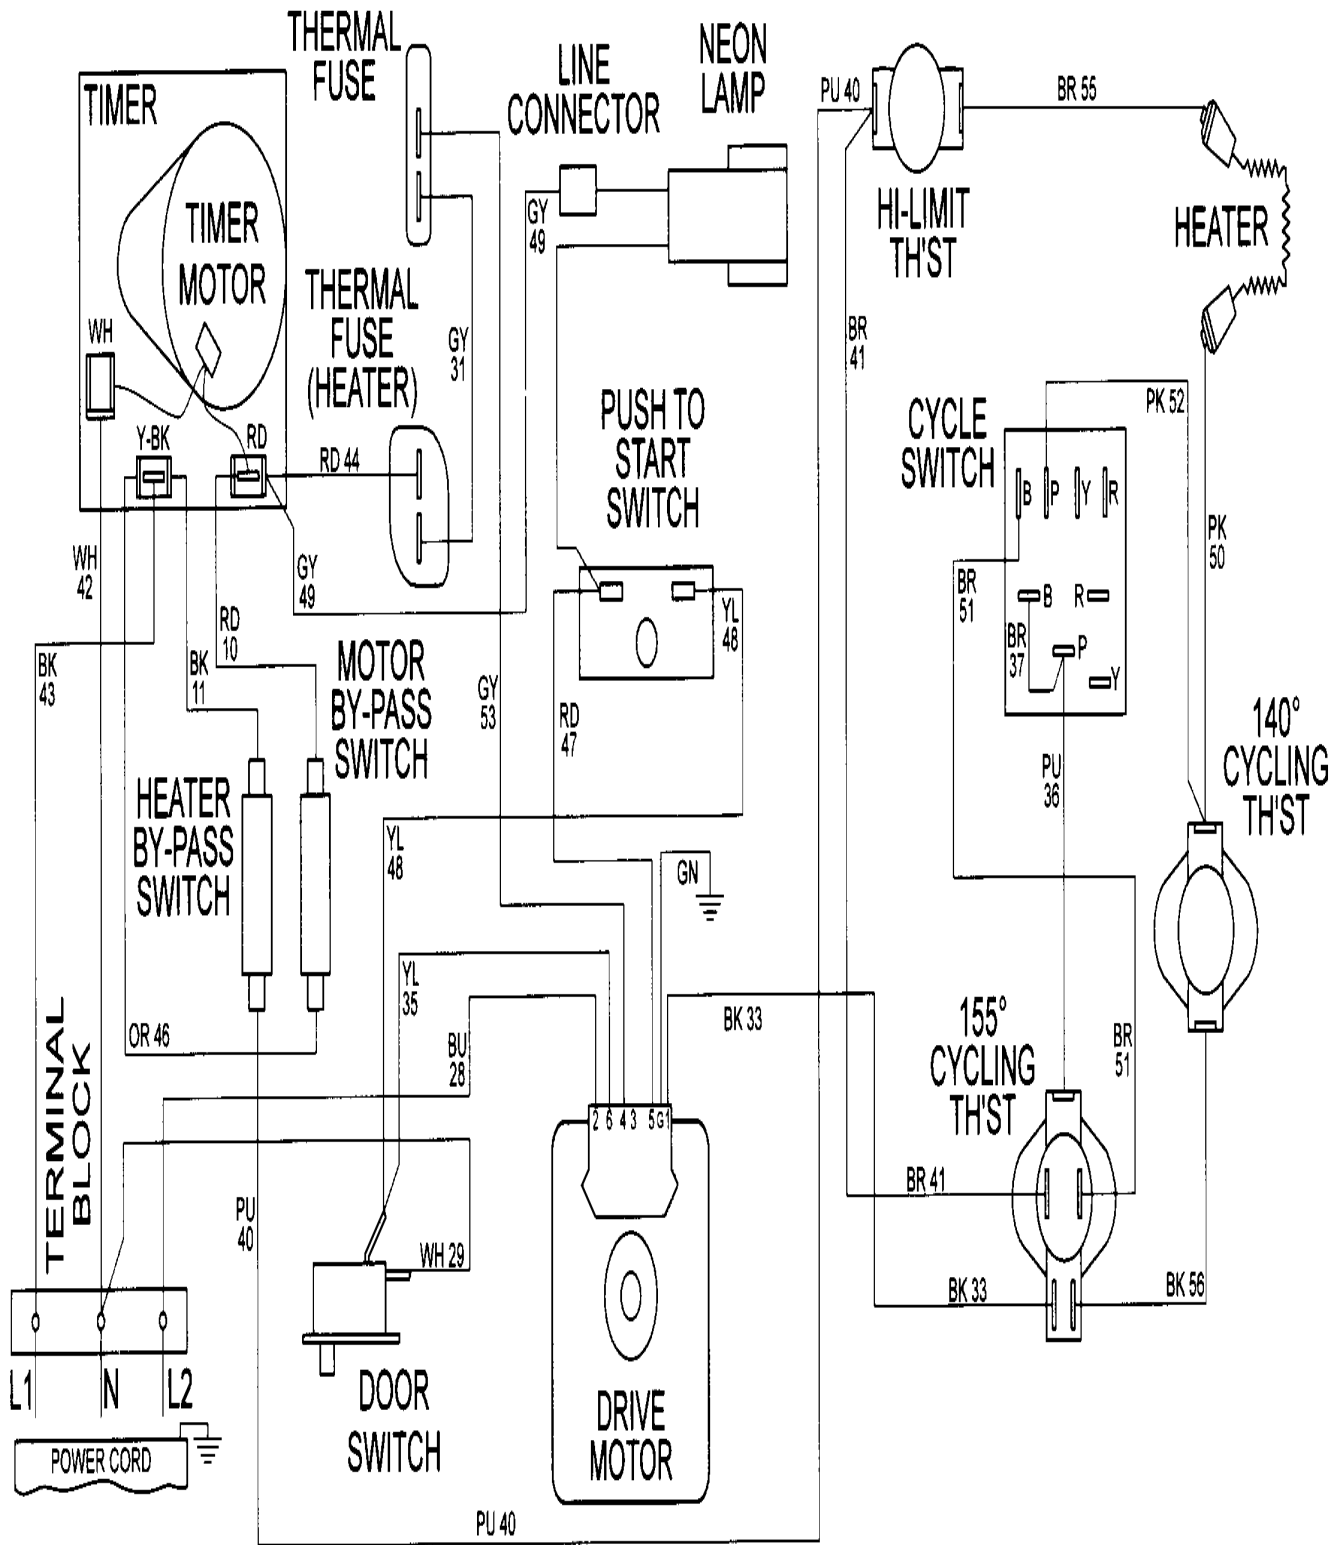 THERMAL
FUSE
LINE
CONNECTOR
NEON
LAMP
PU 40
BR 55
TIMER
TIMER
MOTOR
GY
49
HI-LIMIT
TH'ST
HEATER
THERMAL
FUSE
(HEATER)
WH
GY
31
BR
41
PUSH TO
START
SWITCH
CYCLE
SWITCH
PK 52
Y-BK
RD
RD 44
B
P
Y
R
WH
42
GY
49
PK
50
BR
51
B
R
BR
37
P
Y
RD
10
YL
48
BK
43
BK
11
MOTOR
BY-PASS
SWITCH
GY
53
RD
47
140°
CYCLING
TH'ST
HEATER
BY-PASS
SWITCH
PU
36
YL
48
GN
YL
35
BK 33
155°
CYCLING
TH'ST
BR
51
OR 46
BU
28
TERMINAL
BLOCK
2 6 4 3 5 G 1
PU
40
BR 41
WH 29
BK 33
BK 56
L1
N
L2
DOOR
SWITCH
DRIVE
MOTOR
POWER CORD
PU 40